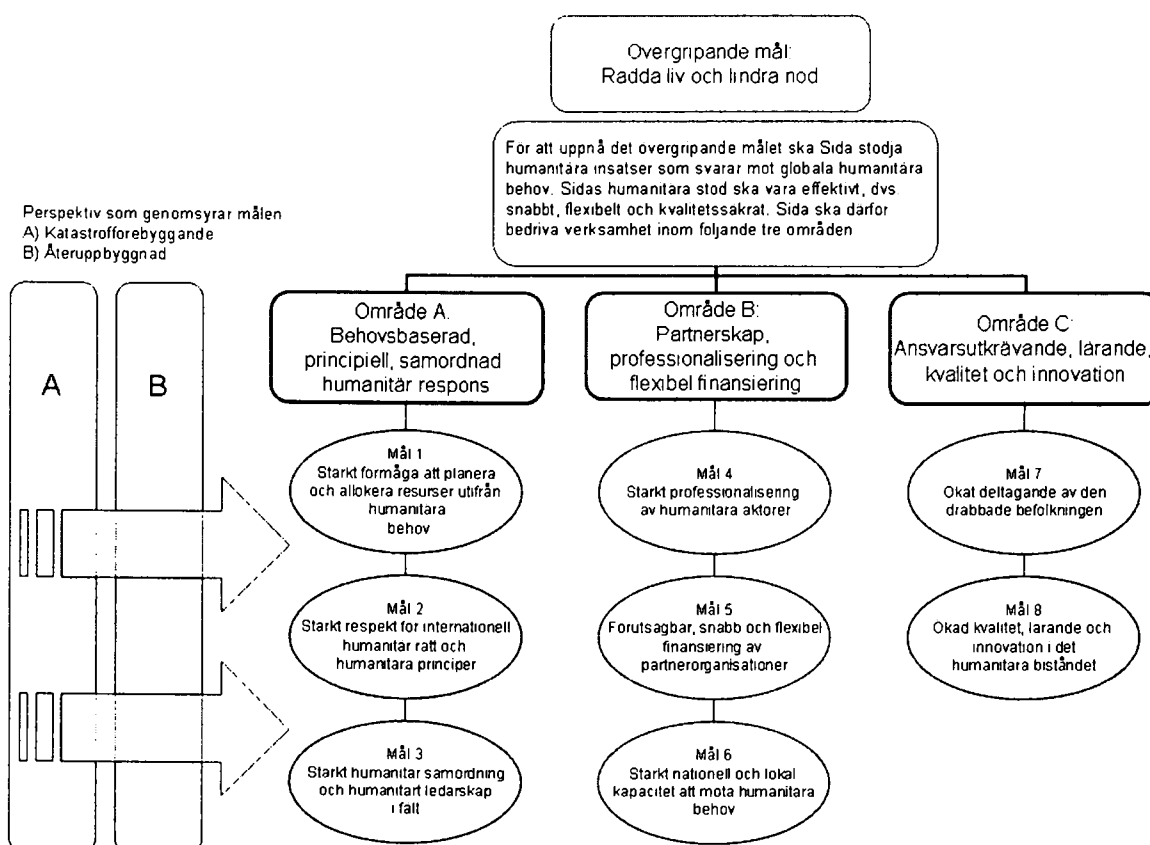 Overgripande mål:
Radda liv och lindra nod
För att uppnå det overgripande målet ska Sida stodja
humanitára insatser som svarar mot globala humanitára
behov. Sidas humanitara stod ska vara effektivt, dvs
snabbt, flexibelt och kvalitetssakrat. Sida ska darfor
bedriva verksamhet inom foljande tre områden
Perspektiv som genomsyrar målen
A) Katastrofforebyggande
B) Återuppbyggnad
A
B
Område A:
Behovsbaserad,
principiell, samordnad
humanitär respons
Område B:
Partnerskap,
professionalisering och
flexibel finansiering
Område C:
Ansvarsutkrävande, larande,
kvalitet och innovation
Mål 1
Starkt formåga att planera
och allokera resurser utifrån
humanitara
behov
Mål 2
Starkt respekt for internationell
humanitar ratt och
humanitara principer
Mål 3
Starkt humanitar samordning
och humanitart ledarskap
i falt
Mål 4
Starkt professionalisering
av humanitara aktorer
Mål 5
Forutsagbar, snabb och flexibel
finansiering av
partnerorganisationer
Mål 6
Starkt nationell och lokal
kapacitet att mota humanitara
behov
Mål 7
Okat deltagande av den
drabbade befolkningen
Mål 8
Okad kvalitet, larande och
innovation i det
humanitara biståndet